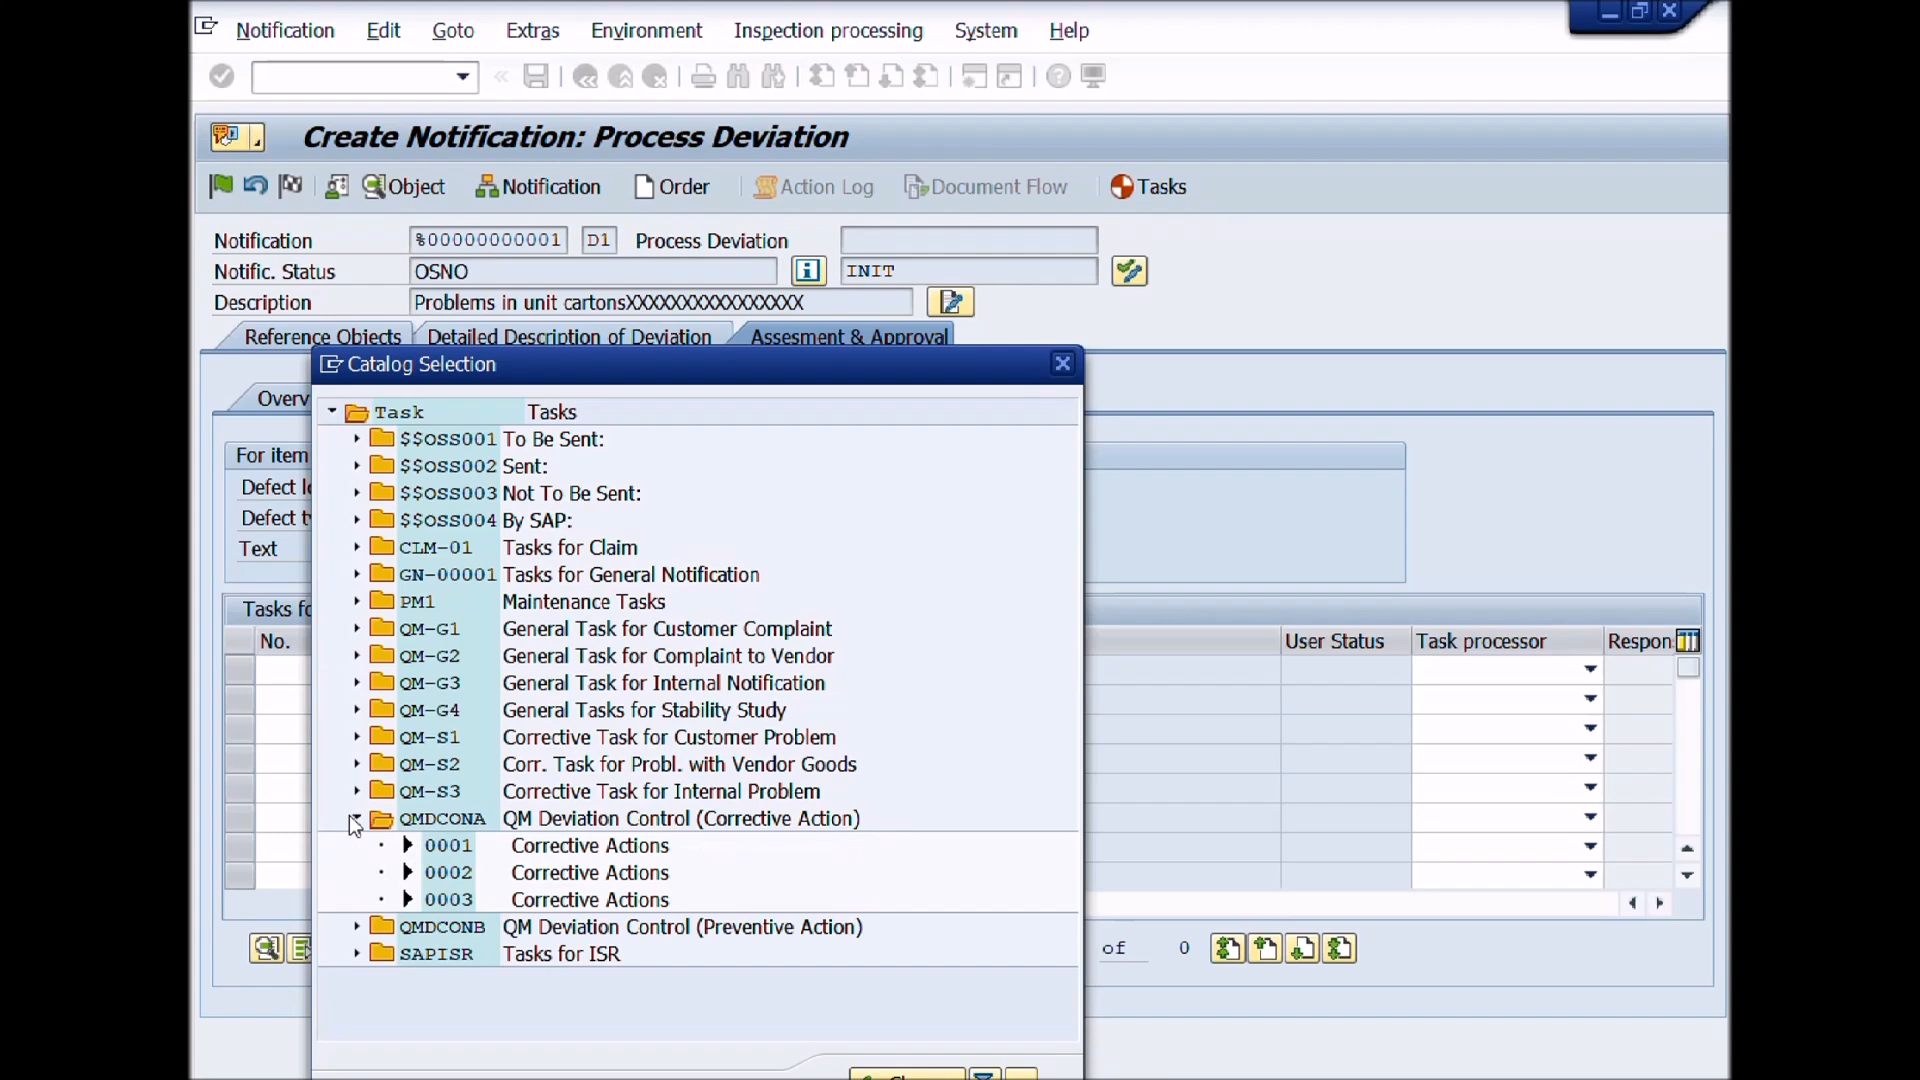 Notification Edit Goto Extras Environment Inspection processing System Help
Create Notification: Process Deviation
Object Notification Order Action Log Document Flow Tasks
Notification %00000000001 D1 Process Deviation
Notific. Status OSNO INIT
Description Problems in unit cartonsXXXXXXXXXXXXXXXX
Reference Objects Detailed Description of Deviation Assesment & Approval
Catalog Selection
Overv
Task Tasks
$$OSS001 To Be Sent:
For item
$$OSS002 Sent:
Defect
$$OSS003 Not To Be Sent:
Defect t
$$OSS004 By SAP:
Text
CLM-01 Tasks for Claim
GN-00001 Tasks for General Notification
PM1 Maintenance Tasks
Tasks fo
QM-G1 General Task for Customer Complaint
No. User Status Task processor Respon
QM-G2 General Task for Complaint to Vendor
QM-G3 General Task for Internal Notification
QM-G4 General Tasks for Stability Study
QM-S1 Corrective Task for Customer Problem
QM-S2 Corr. Task for Probl. with Vendor Goods
QM-S3 Corrective Task for Internal Problem
QMDCONA QM Deviation Control (Corrective Action)
0001 Corrective Actions
0002 Corrective Actions
0003 Corrective Actions
QMDCONB QM Deviation Control (Preventive Action)
SAPISR Tasks for ISR
of 0